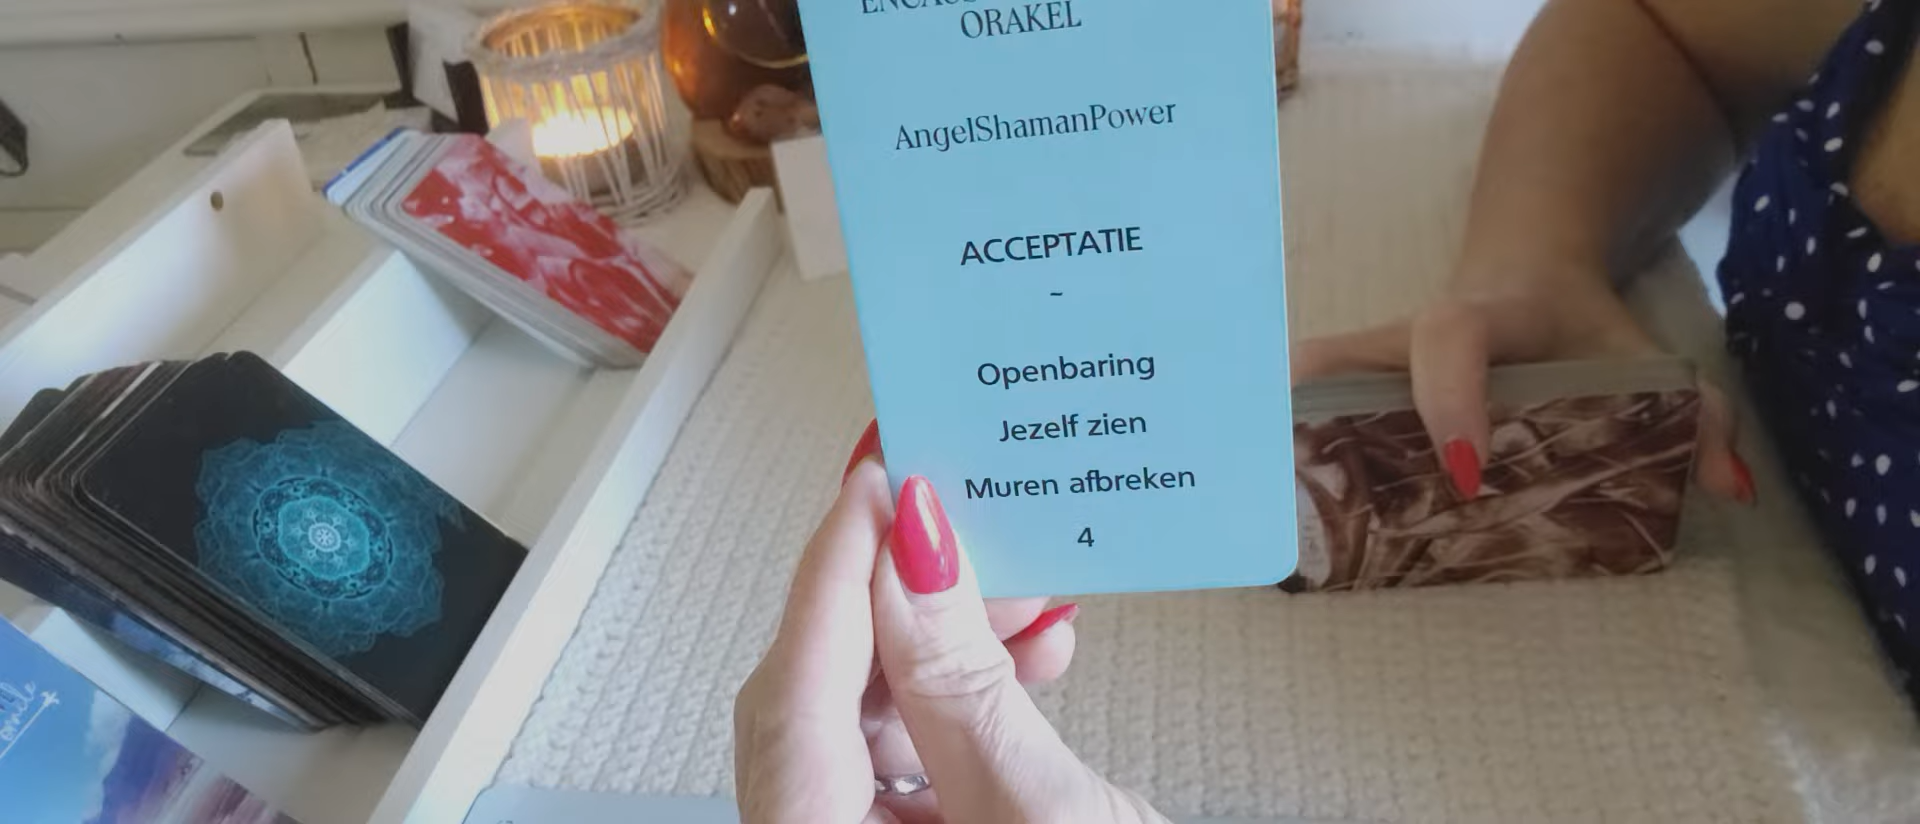 ORAKEL
AngelShamanPower
ACCEPTATIE
~
Openbaring
Jezelf zien
Muren afbreken
4